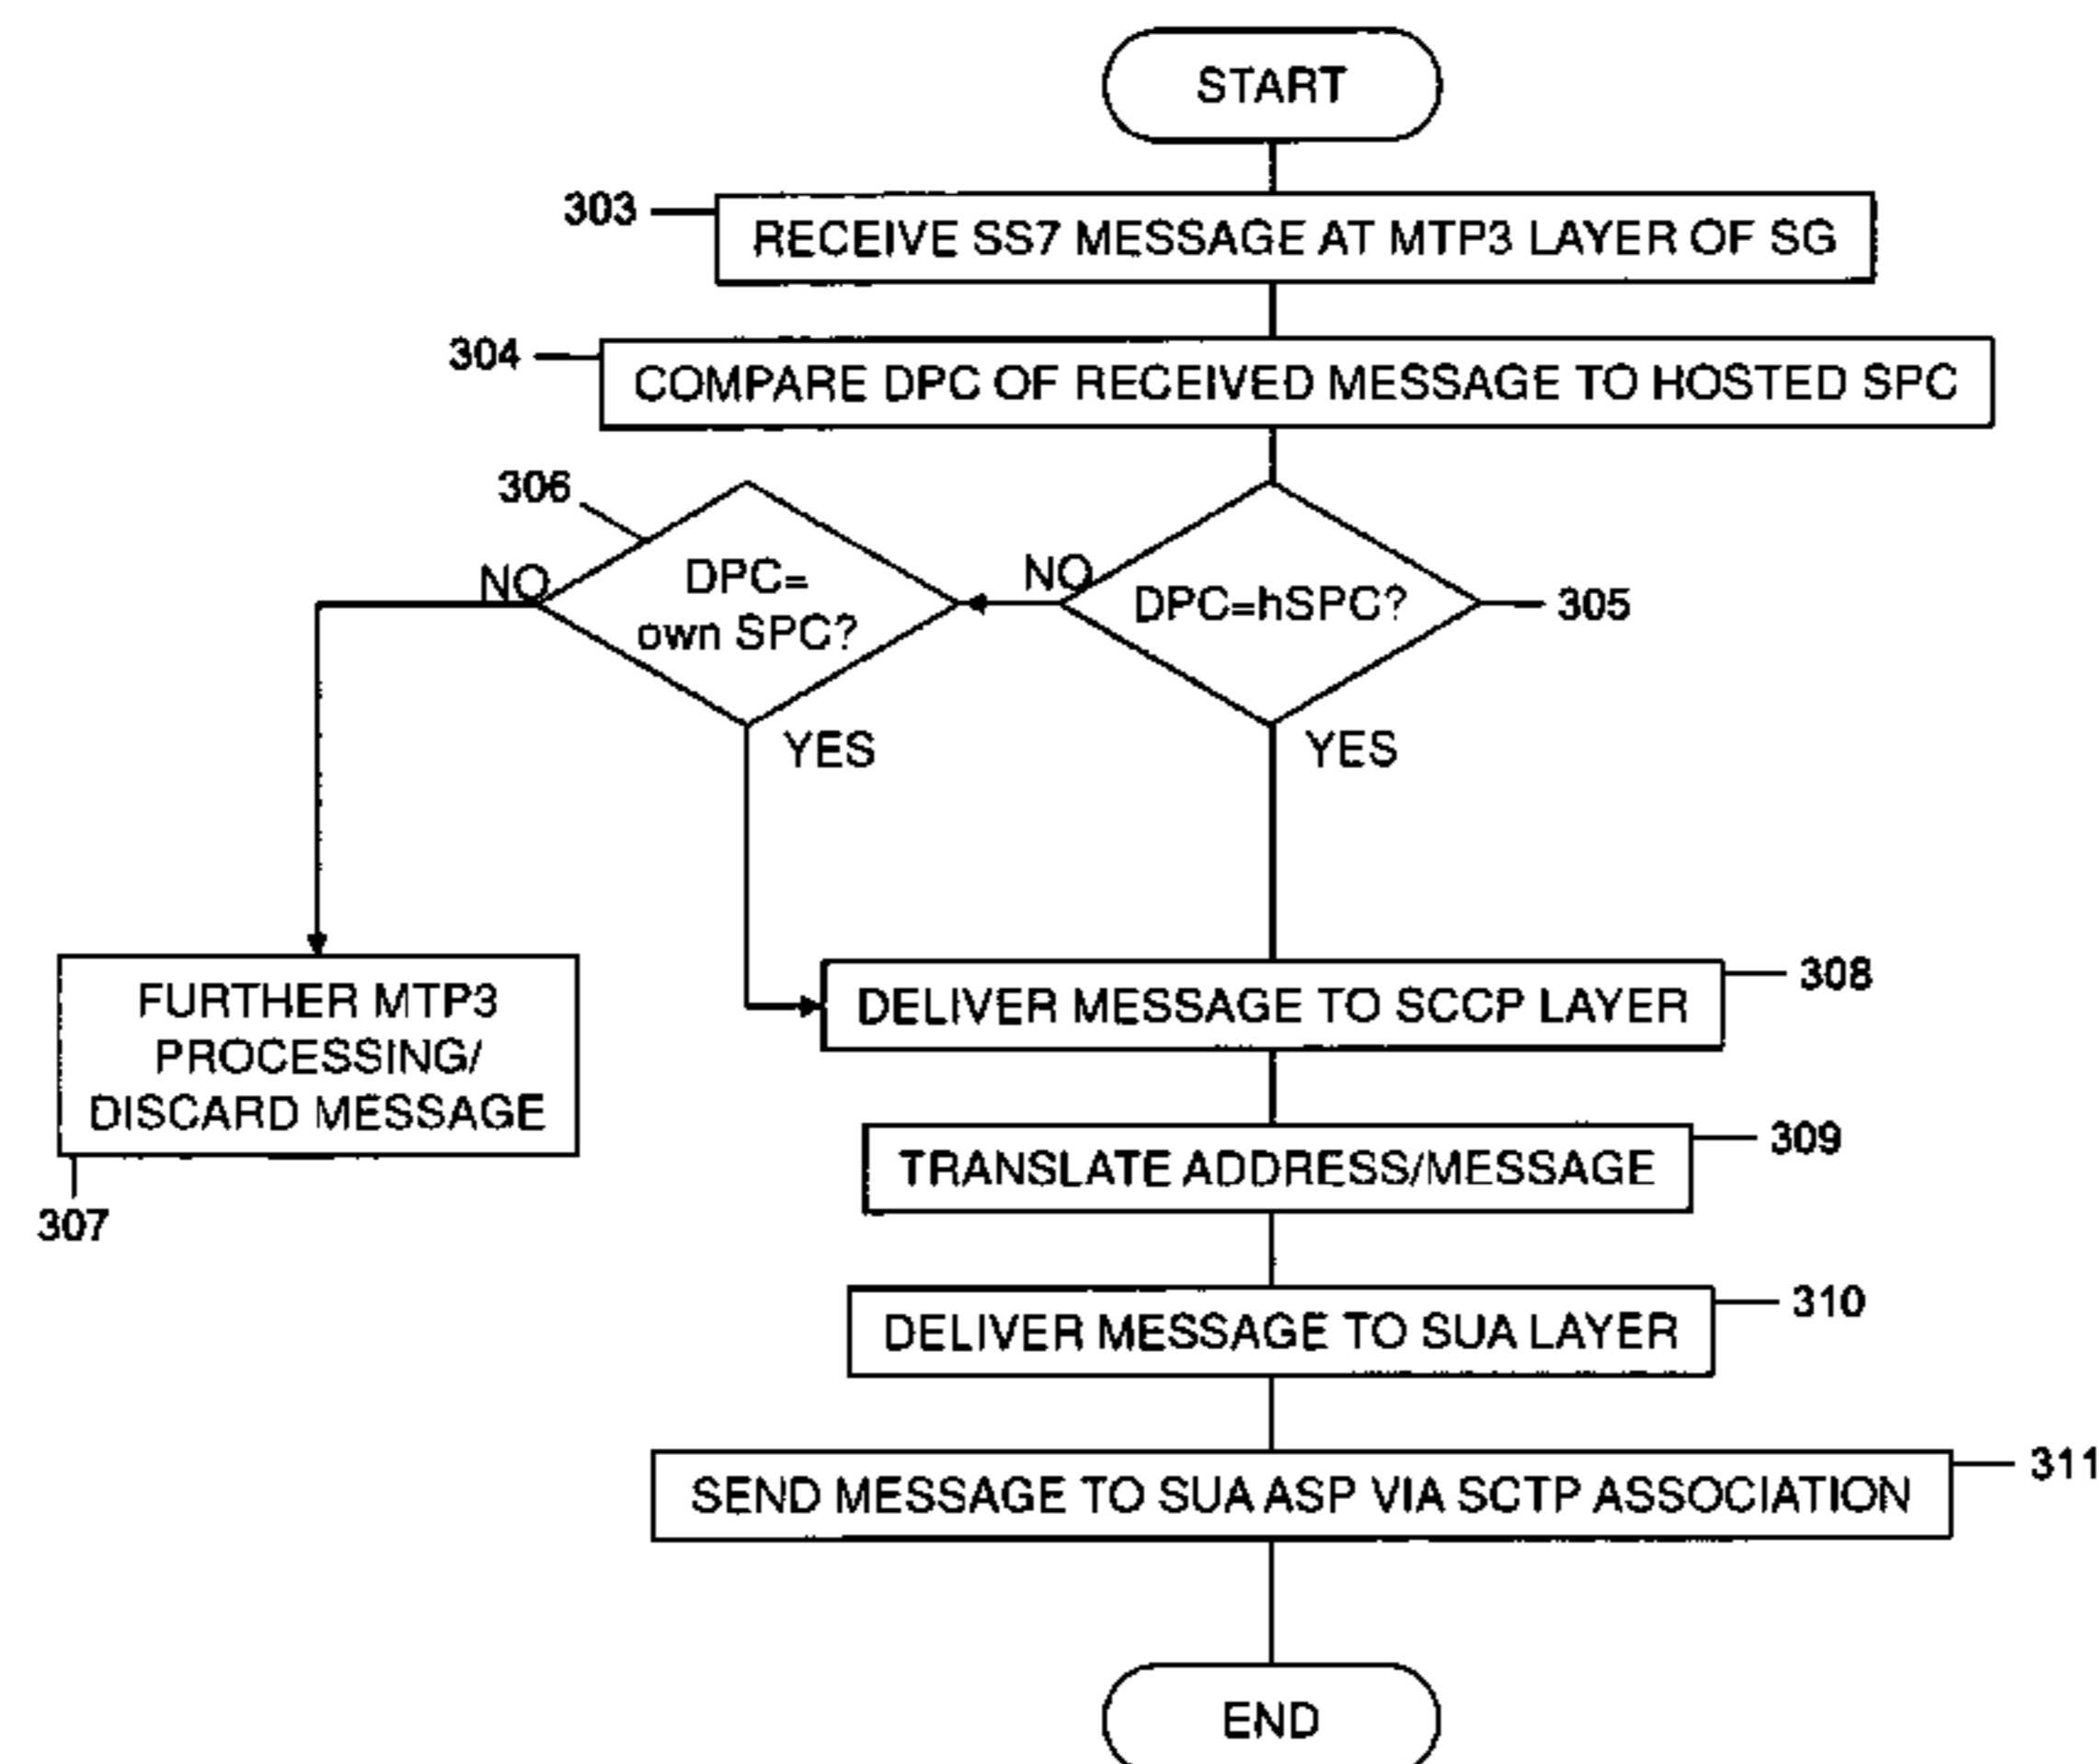 START
303
RECEIVE SS7 MESSAGE AT MTP3 LAYER OF SG
304
COMPARE DPC OF RECEIVED MESSAGE TO HOSTED SPC
306
NO
DPC=
own SPC?
NO
DPC=hSPC?
305
YES
YES
FURTHER MTP3
PROCESSING/
DISCARD MESSAGE
307
DELIVER MESSAGE TO SCCP LAYER
308
TRANSLATE ADDRESS/MESSAGE
309
DELIVER MESSAGE TO SUA LAYER
310
SEND MESSAGE TO SUA ASP VIA SCTP ASSOCIATION
311
END